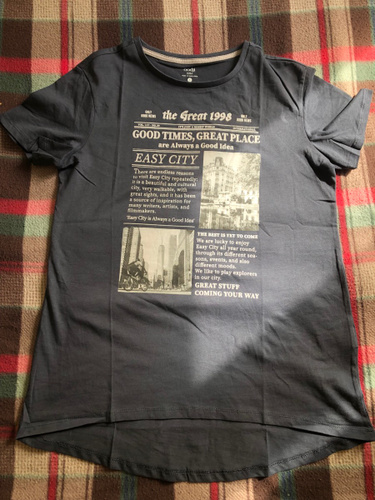 the Great 1998
GOOD TIMES, GREAT PLACE
are Always a Good Idea
EASY CITY
There are endless reasons
to visit Easy City repeatedly:
it is a beautiful and cultural
city, very walkable, with
great sights, and it has been
a source of inspiration for
many writers, artists, and
filmmakers.
'Easy City is Always a Good Idea'
THE BEST IS YET TO COME
We are lucky to enjoy
Easy City all year round,
through its different sea-
sons, events, and also
different moods.
We like to play explorers
in our city.
GREAT STUFF
COMING YOUR WAY